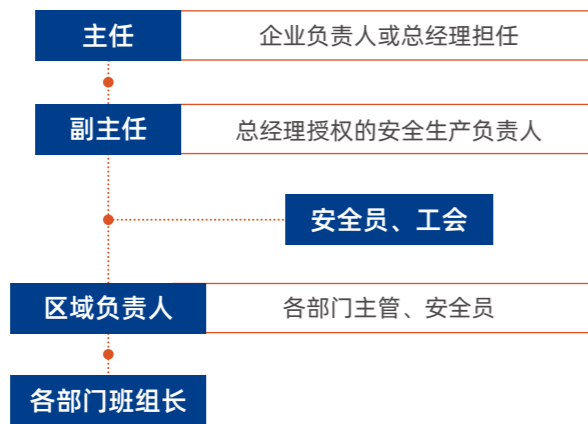 主任
企业负责人或总经理担任
副主任
总经理授权的安全生产负责人
安全员、工会
区域负责人
各部门主管、安全员
各部门班组长